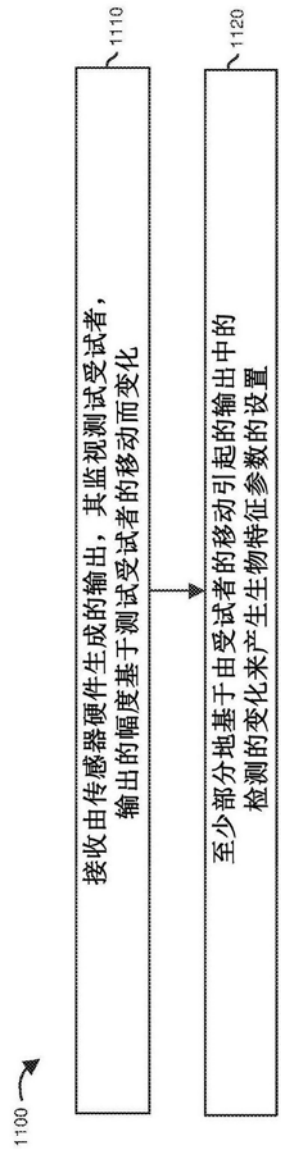 1100
接收由传感器硬件生成的输出，其监视测试受试者，
输出的幅度基于测试受试者的移动而变化
1110
至少部分地基于由受试者的移动引起的输出中的
检测的变化来产生生物特征参数的设置
1120